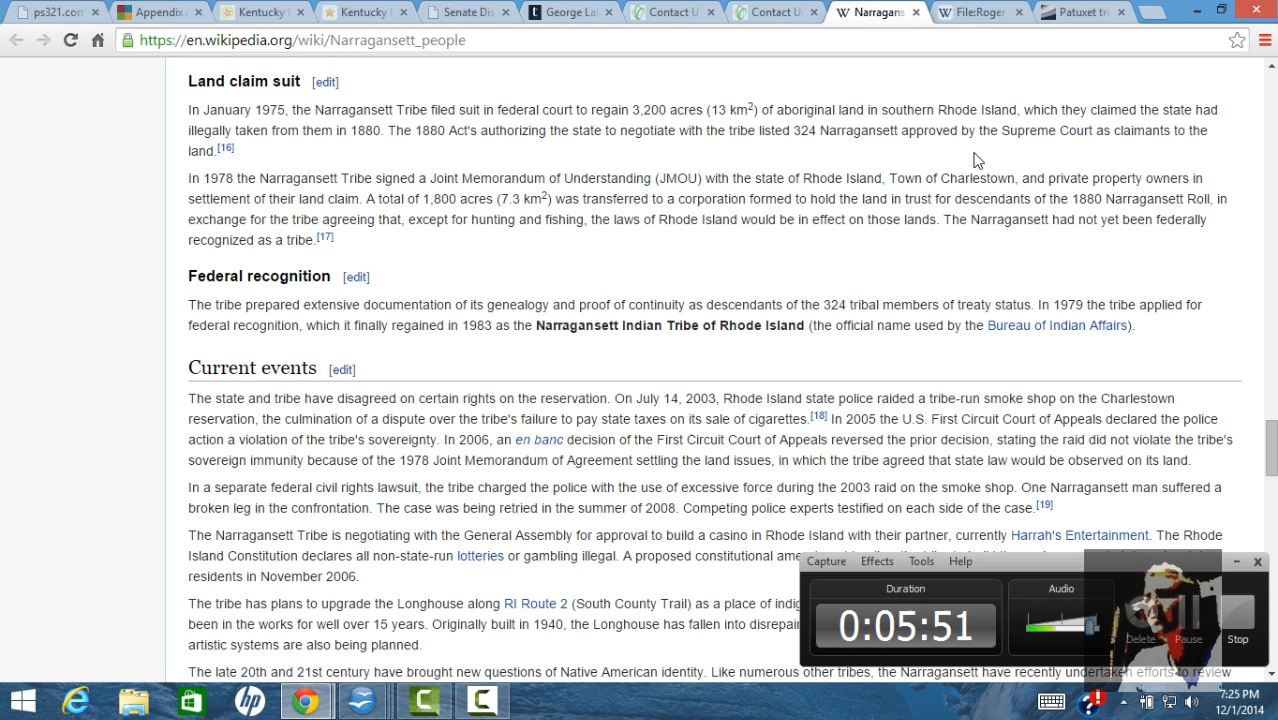 ps321.com
Appendix
Kentucky
Kentucky
Senate Dis
George Lal
Contact U
Contact U
Narragans
File:Roger
Patuxet tri
https://en.wikipedia.org/wiki/Narragansett_people
Land claim suit [edit]
In January 1975, the Narragansett Tribe filed suit in federal court to regain 3,200 acres (13 km²) of aboriginal land in southern Rhode Island, which they claimed the state had
illegally taken from them in 1880. The 1880 Act's authorizing the state to negotiate with the tribe listed 324 Narragansett approved by the Supreme Court as claimants to the
land.[16]
In 1978 the Narragansett Tribe signed a Joint Memorandum of Understanding (JMOU) with the state of Rhode Island, Town of Charlestown, and private property owners in
settlement of their land claim. A total of 1,800 acres (7.3 km²) was transferred to a corporation formed to hold the land in trust for descendants of the 1880 Narragansett Roll, in
exchange for the tribe agreeing that, except for hunting and fishing, the laws of Rhode Island would be in effect on those lands. The Narragansett had not yet been federally
recognized as a tribe.[17]
Federal recognition [edit]
The tribe prepared extensive documentation of its genealogy and proof of continuity as descendants of the 324 tribal members of treaty status. In 1979 the tribe applied for
federal recognition, which it finally regained in 1983 as the Narragansett Indian Tribe of Rhode Island (the official name used by the Bureau of Indian Affairs).
Current events [edit]
The state and tribe have disagreed on certain rights on the reservation. On July 14, 2003, Rhode Island state police raided a tribe-run smoke shop on the Charlestown
reservation, the culmination of a dispute over the tribe's failure to pay state taxes on its sale of cigarettes.[18] In 2005 the U.S. First Circuit Court of Appeals declared the police
action a violation of the tribe's sovereignty. In 2006, an en banc decision of the First Circuit Court of Appeals reversed the prior decision, stating the raid did not violate the tribe's
sovereign immunity because of the 1978 Joint Memorandum of Agreement settling the land issues, in which the tribe agreed that state law would be observed on its land.
In a separate federal civil rights lawsuit, the tribe charged the police with the use of excessive force during the 2003 raid on the smoke shop. One Narragansett man suffered a
broken leg in the confrontation. The case was being retried in the summer of 2008. Competing police experts testified on each side of the case.[19]
The Narragansett Tribe is negotiating with the General Assembly for approval to build a casino in Rhode Island with their partner, currently Harrah's Entertainment. The Rhode
Island Constitution declares all non-state-run lotteries or gambling illegal. A proposed constitutional
residents in November 2006.
The tribe has plans to upgrade the Longhouse along RI Route 2 (South County Trail) as a place of
been in the works for well over 15 years. Originally built in 1940, the Longhouse has fallen into
artistic systems are also being planned.
The late 20th and 21st century have brought new questions of Native American identity. Like numerous other tribes, the Narragansett have recently undertaken efforts to review
Capture Effects Tools Help
Duration
0:05:51
Audio
Delete
Pause
Stop
7:25 PM
12/1/2014